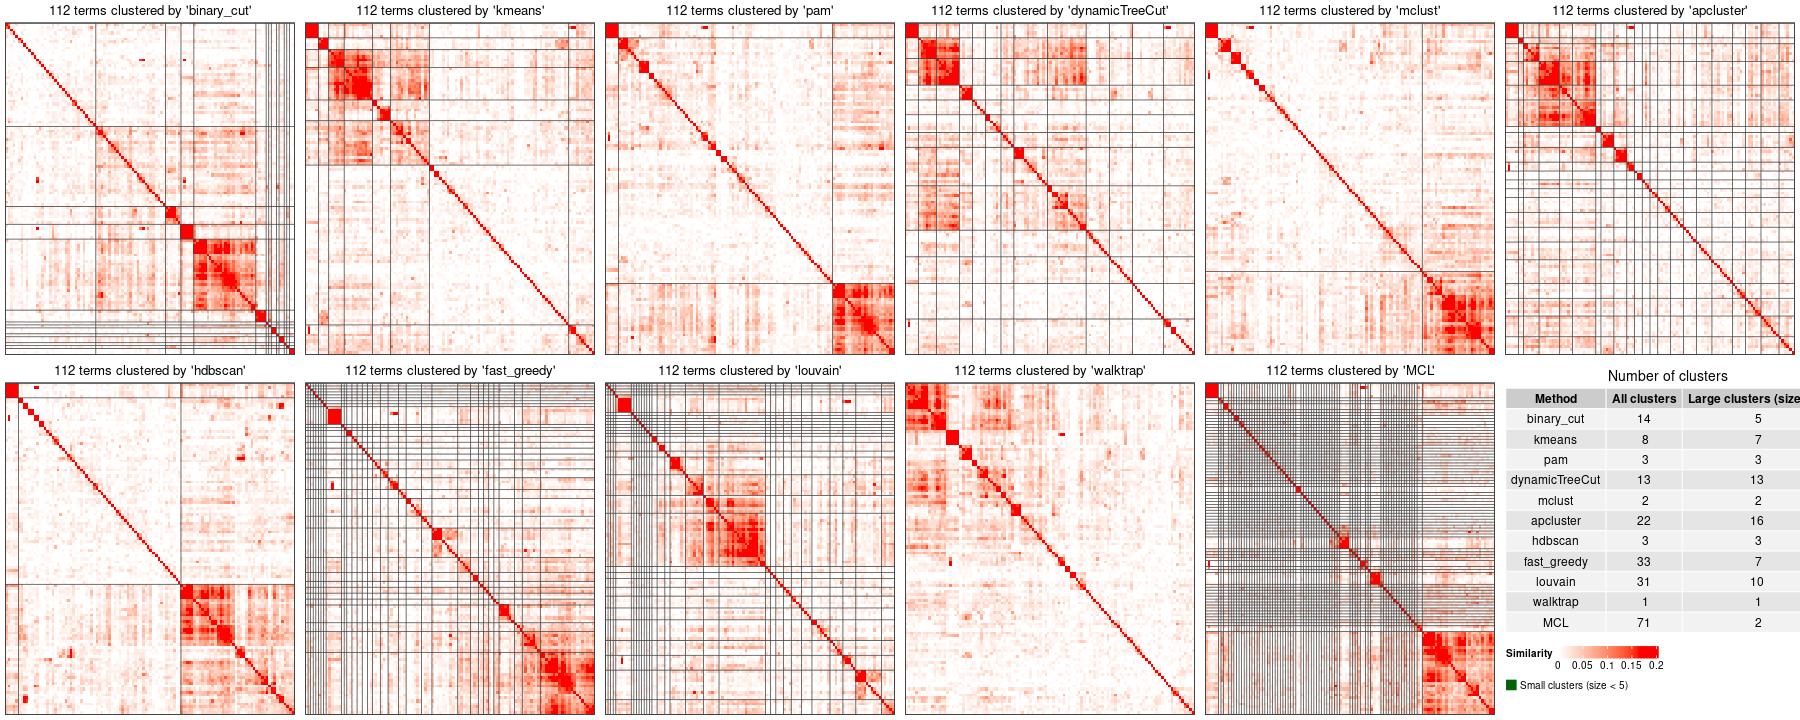 112 terms clustered by 'binary_cut'
112 terms clustered by 'kmeans'
112 terms clustered by 'pam'
112 terms clustered by 'dynamicTreeCut'
112 terms clustered by 'mclust'
112 terms clustered by 'apcluster'
112 terms clustered by 'hdbscan'
112 terms clustered by 'fast_greedy'
112 terms clustered by 'louvain'
112 terms clustered by 'walktrap'
112 terms clustered by 'MCL'
Number of clusters
Method All clusters Large clusters (size
binary_cut 14 5
kmeans 8 7
pam 3 3
dynamicTreeCut 13 13
mclust 2 2
apcluster 22 16
hdbscan 3 3
fast_greedy 33 7
louvain 31 10
walktrap 1 1
MCL 71 2
Similarity
0 0.05 0.1 0.15 0.2
Small clusters (size < 5)